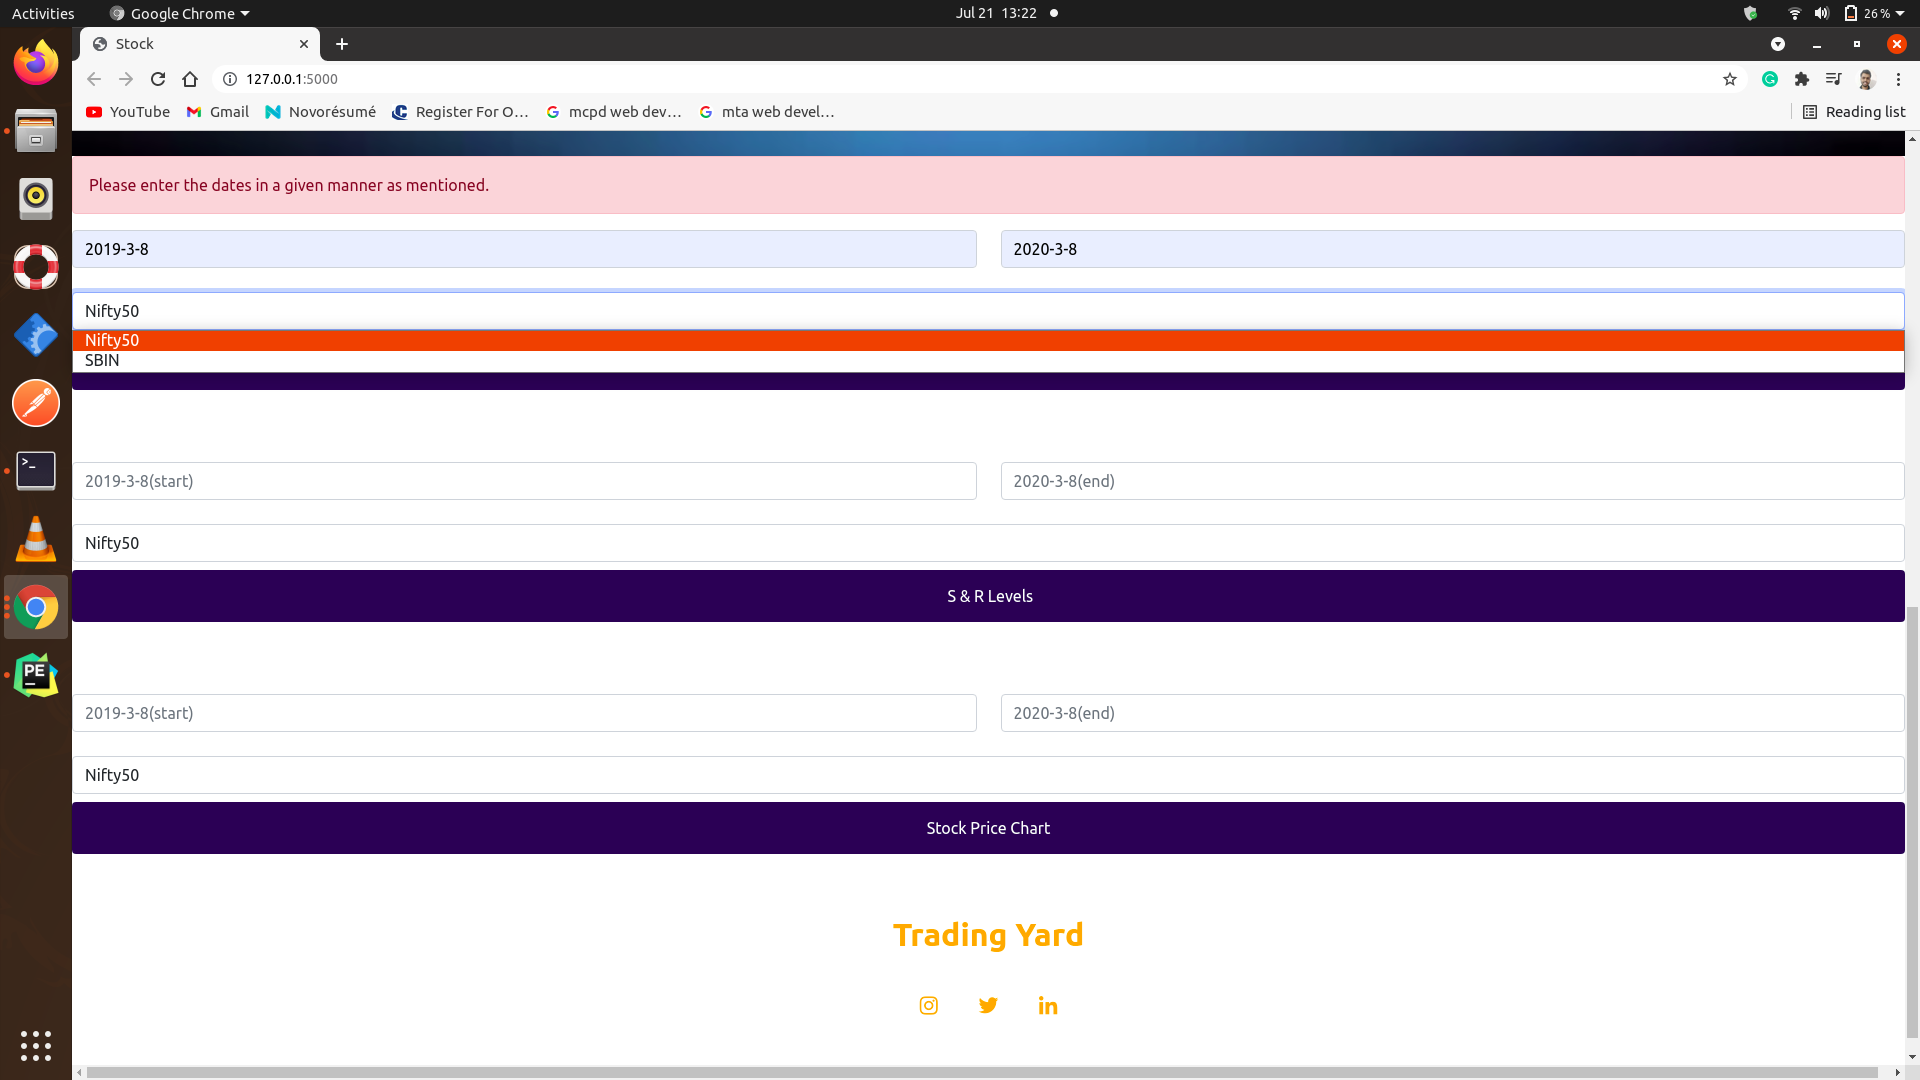 Activities
Google Chrome
Jul 21 13:22
26 %
Stock
127.0.0.1:5000
YouTube
Gmail
Novorésumé
Register For O…
mcpd web dev…
mta web devel…
Reading list
Please enter the dates in a given manner as mentioned.
2019-3-8
2020-3-8
Nifty50
Nifty50
SBIN
2019-3-8(start)
2020-3-8(end)
Nifty50
S & R Levels
2019-3-8(start)
2020-3-8(end)
Nifty50
Stock Price Chart
Trading Yard
PE